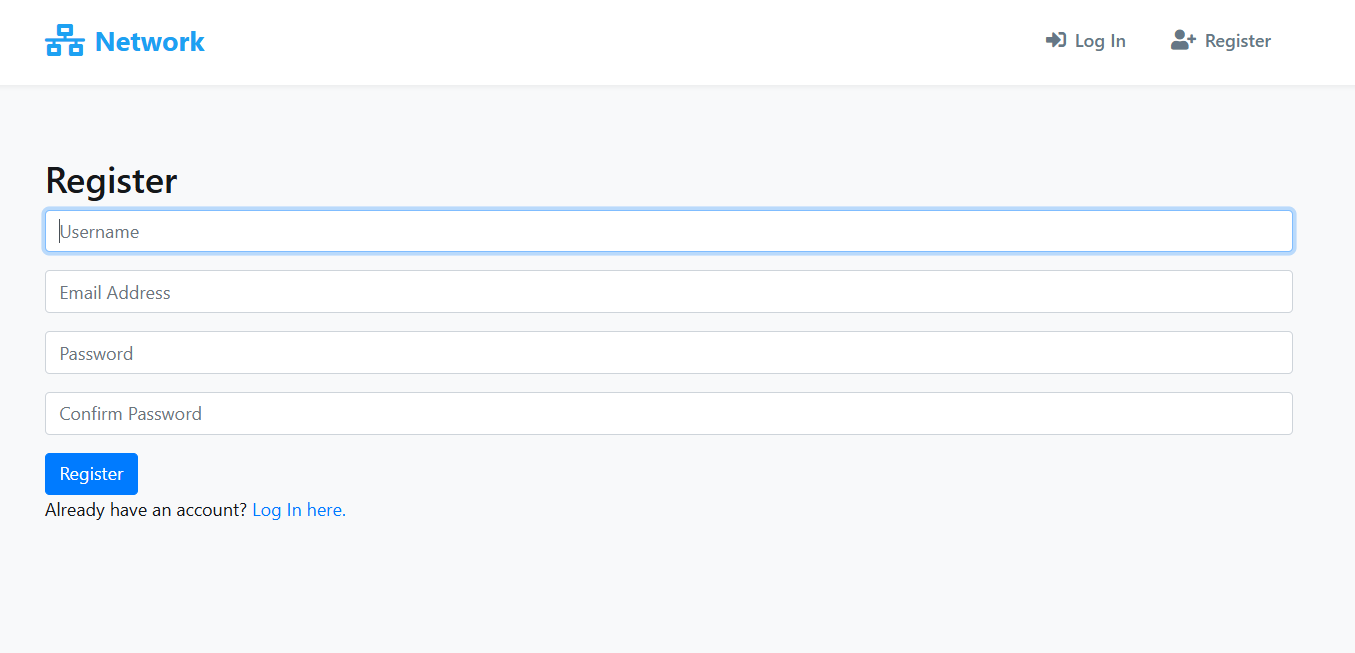 Network
Log In
Register
Register
Username
Email Address
Password
Confirm Password
Register
Already have an account? Log In here.